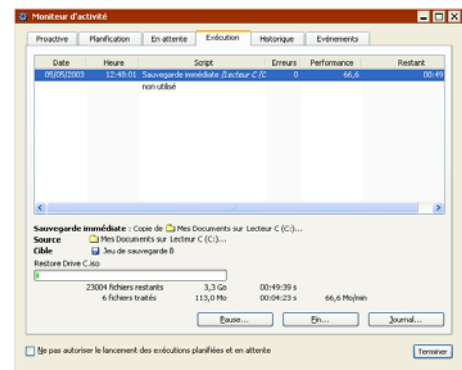 Moniteur d'activité
Proactive Planification En attente Exécution Historique Evénements
Date Heure Script Erreurs Performance Restant
05/05/2003 12:48:01 Sauvegarde immédiate (Lecteur C (C 0 66,6 00:49
non utilisé
Sauvegarde immédiate : Copie de Mes Documents sur Lecteur C (C:)...
Source Mes Documents sur Lecteur C (C:)...
Cible Jeu de sauvegarde B
Restore Drive C.iso
23004 fichiers restants 3,3 Go 00:49:39 s
6 fichiers traités 113,0 Mo 00:04:23 s 66,6 Mo/min
Pause... Fin... Journal...
Ne pas autoriser le lancement des exécutions planifiées et en attente Terminer